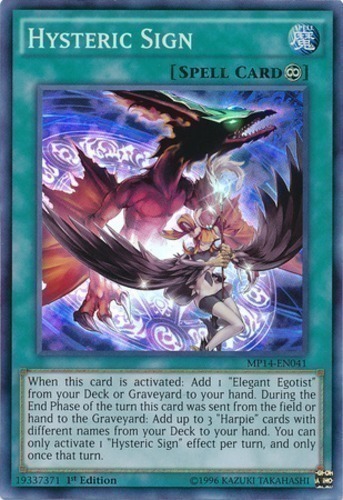 HYSTERIC SIGN
魔
[SPELL CARD]
MP14-EN041
When this card is activated: Add 1 "Elegant Egotist"
from your Deck or Graveyard to your hand. During the
End Phase of the turn this card was sent from the field or
hand to the Graveyard: Add up to 3 "Harpie" cards with
different names from your Deck to your hand. You can
only activate 1 "Hysteric Sign" effect per turn, and only
once that turn.
19337371 1st Edition ©1996 KAZUKI TAKAHASHI